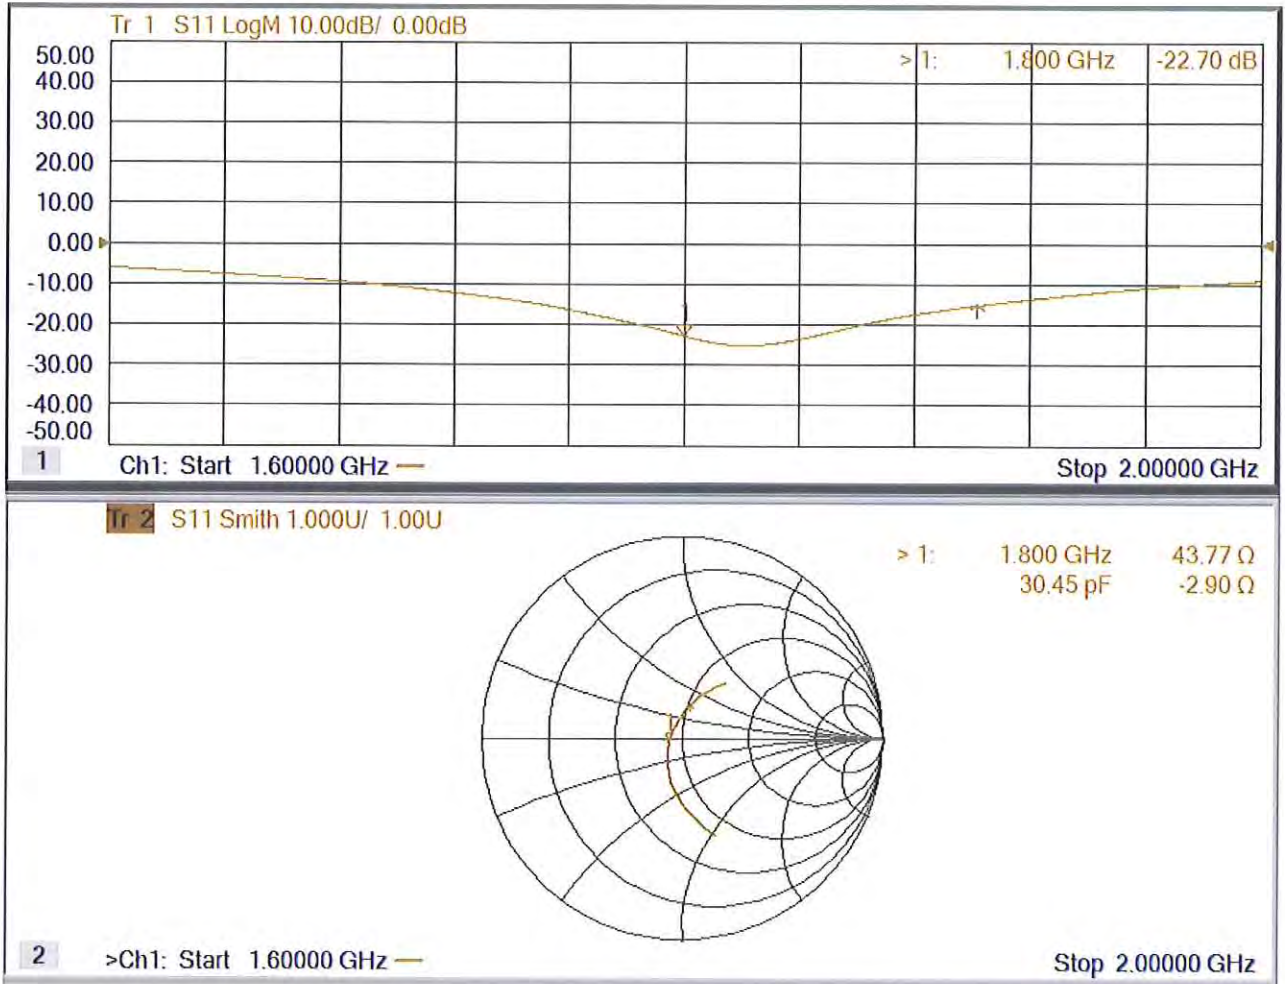 Tr 1 S11 LogM 10.00dB/ 0.00dB
50.00
40.00
30.00
20.00
10.00
0.00
-10.00
-20.00
-30.00
-40.00
-50.00
> 1: 1.800 GHz -22.70 dB
1 Ch1: Start 1.60000 GHz — Stop 2.00000 GHz
Tr 2 S11 Smith 1.000U/ 1.00U
> 1: 1.800 GHz 43.77 Ω
30.45 pF -2.90 Ω
2 >Ch1: Start 1.60000 GHz — Stop 2.00000 GHz